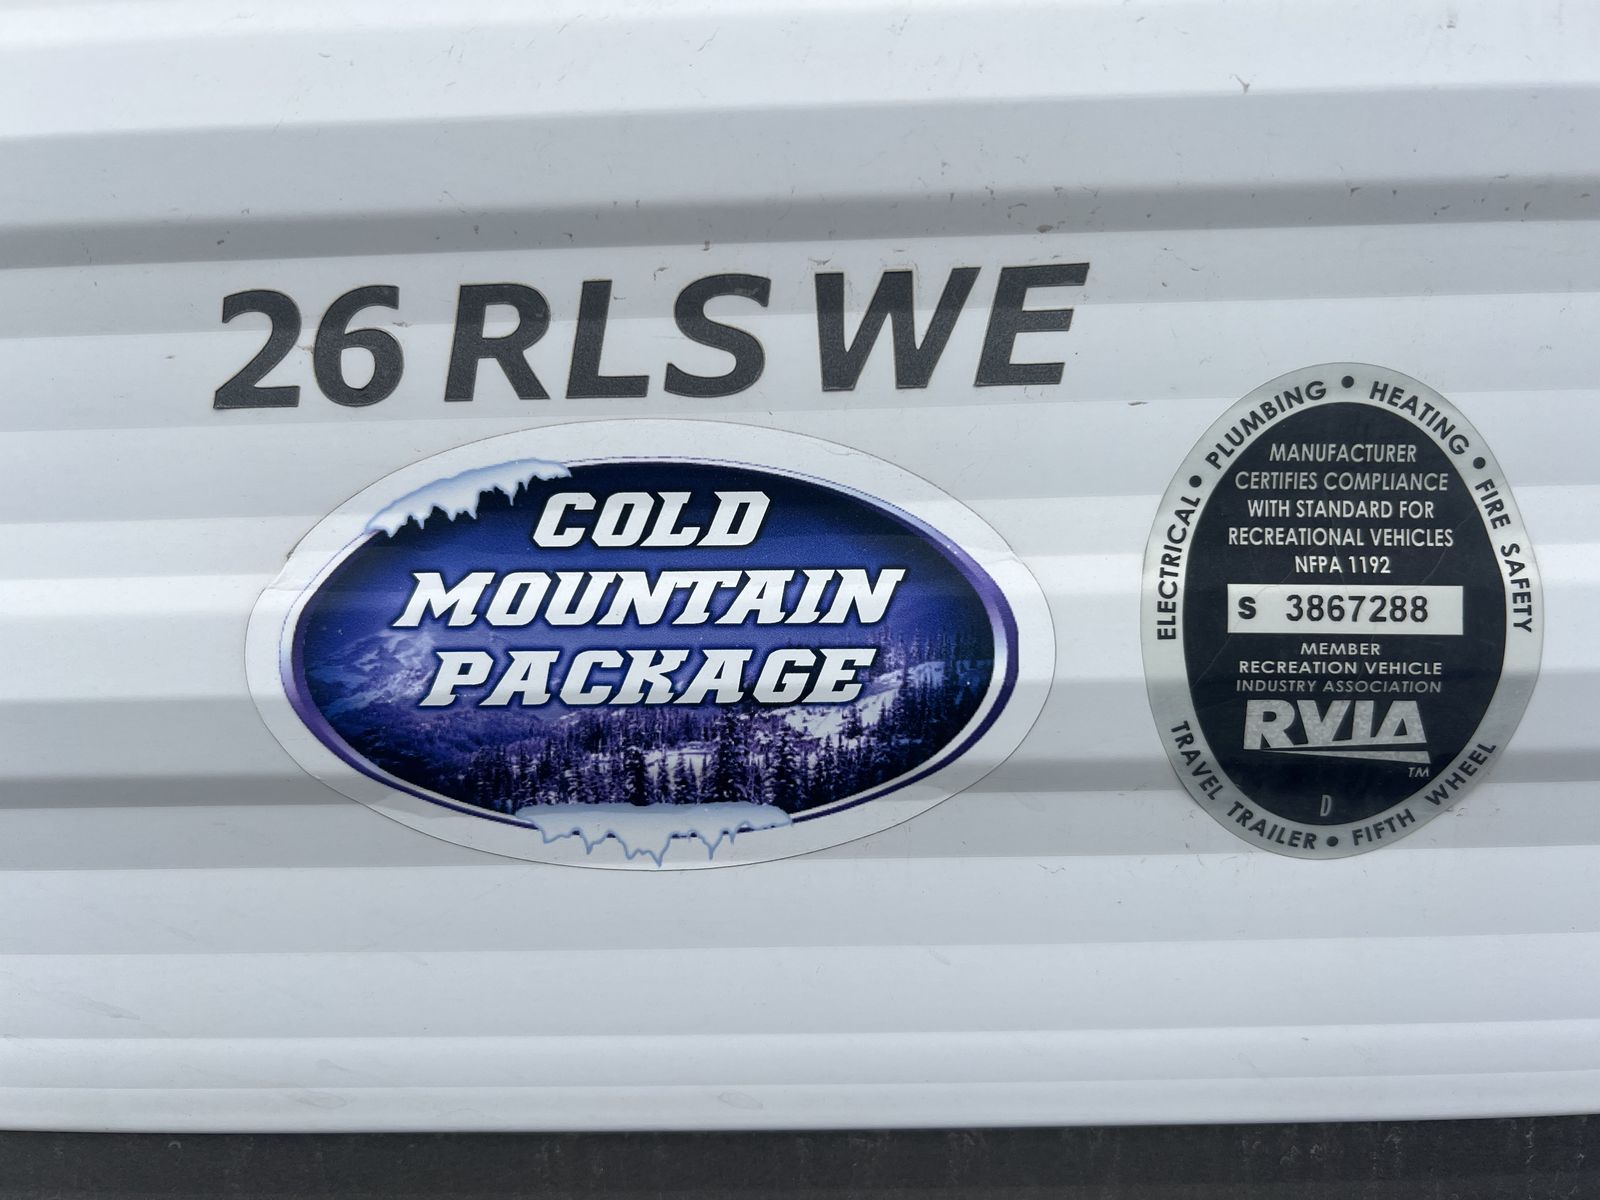 26 RLS WE
COLD
MOUNTAIN
PACKAGE
ELECTRICAL • PLUMBING • HEATING • FIRE SAFETY
MANUFACTURER
CERTIFIES COMPLIANCE
WITH STANDARD FOR
RECREATIONAL VEHICLES
NFPA 1192
S 3867288
MEMBER
RECREATION VEHICLE
INDUSTRY ASSOCIATION
RVIA
TM
D
TRAVEL TRAILER • FIFTH WHEEL